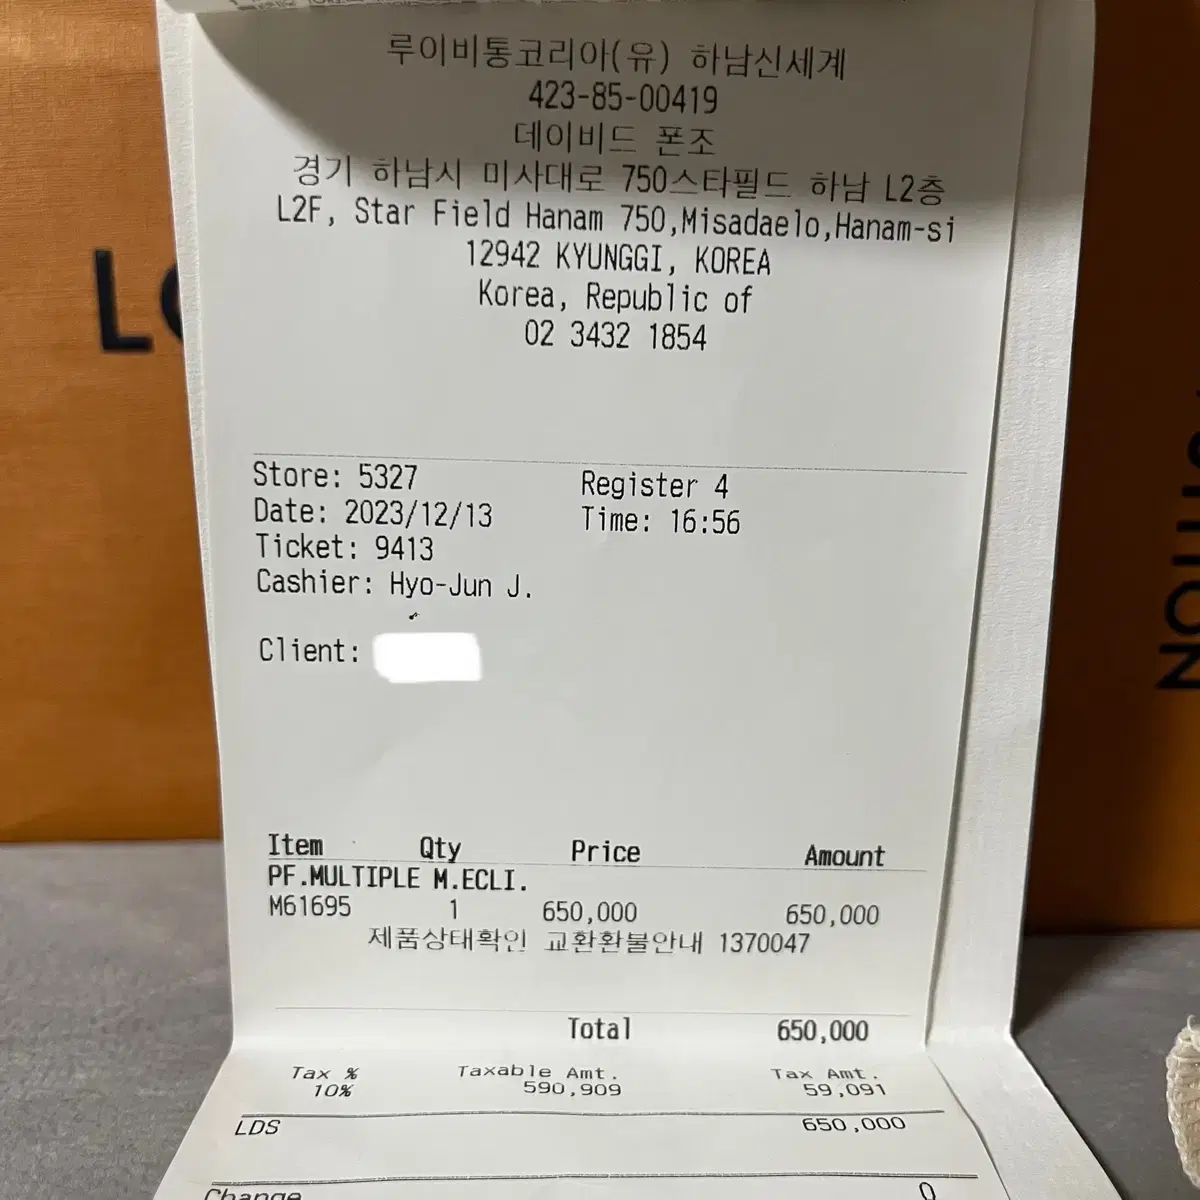 루이비통코리아(유) 하남신세계
423-85-00419
데이비드 폰조
경기 하남시 미사대로 750스타필드 하남 L2층
L2F, Star Field Hanam 750,Misadaelo,Hanam-si
12942 KYUNGGI, KOREA
Korea, Republic of
02 3432 1854
Store: 5327 Register 4
Date: 2023/12/13 Time: 16:56
Ticket: 9413
Cashier: Hyo-Jun J.
Client:
Item Qty Price Amount
PF.MULTIPLE M.ECLI.
M61695 1 650,000 650,000
제품상태확인 교환환불안내 1370047
Total 650,000
Tax % Taxable Amt. Tax Amt.
10% 590,909 59,091
LDS 650,000
Change 0